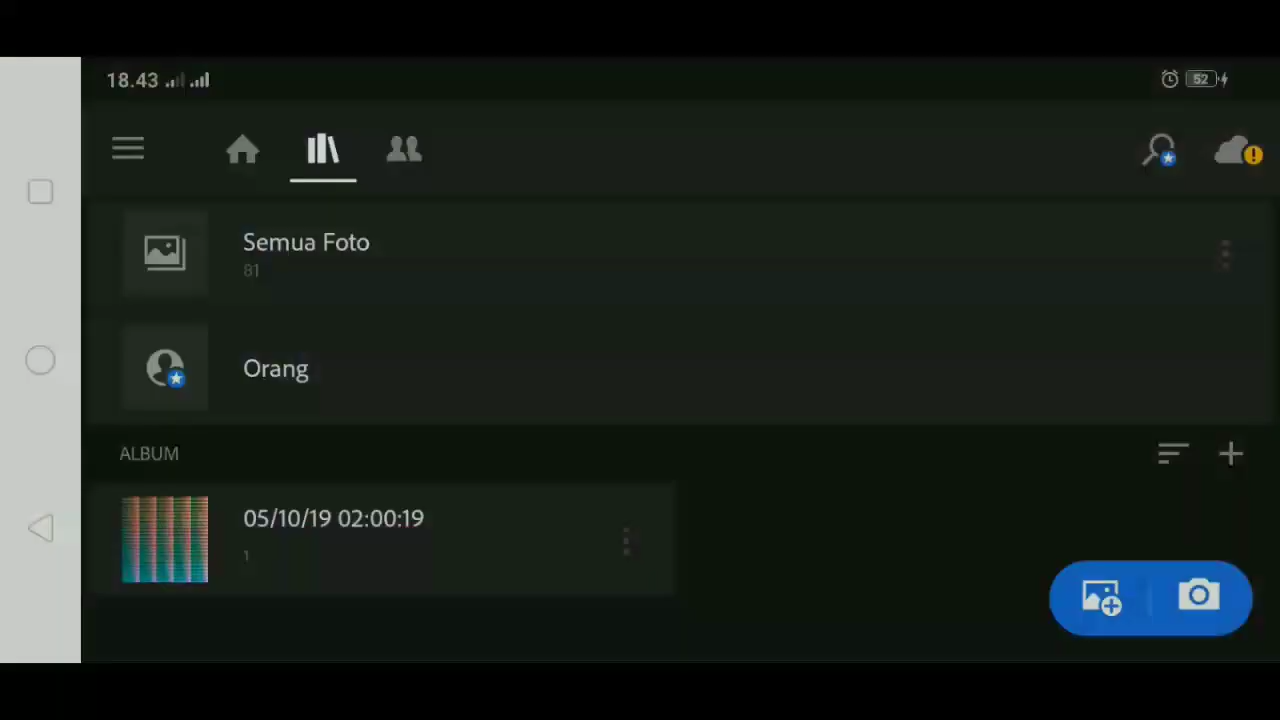 18.43
52
Semua Foto
81
Orang
ALBUM
05/10/19 02:00:19
1